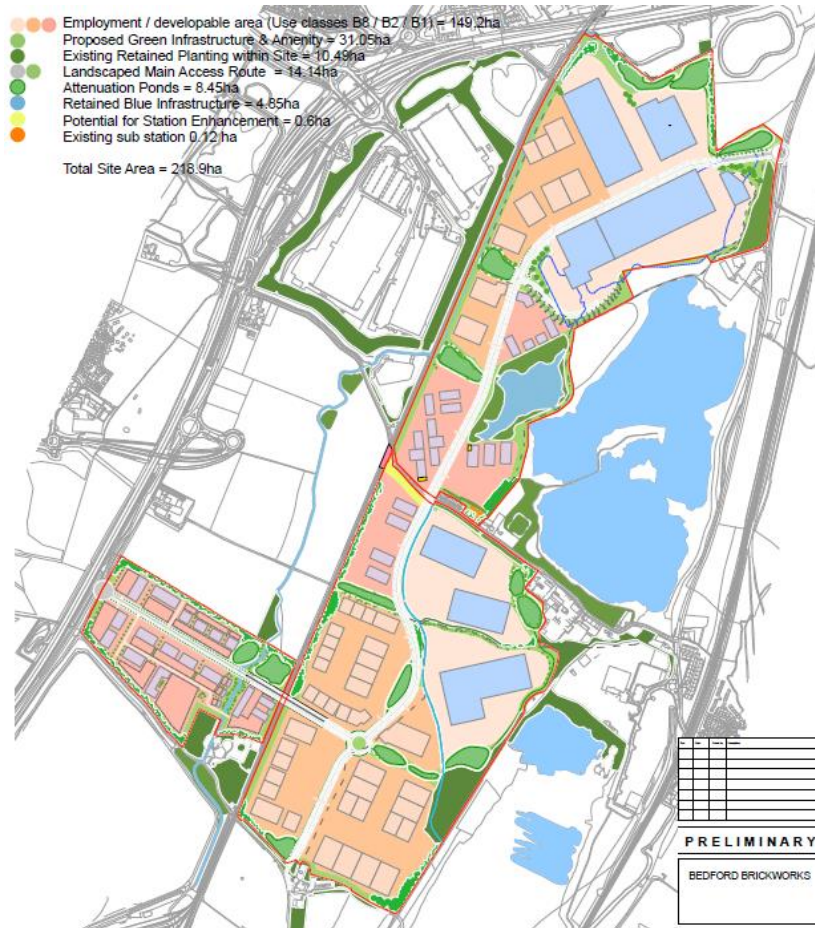 Employment / developable area (Use classes B8 / B2 / B1) = 149.2ha
Proposed Green Infrastructure & Amenity = 31.05ha
Existing Retained Planting within Site = 10.49ha
Landscaped Main Access Route = 14.14ha
Attenuation Ponds = 8.45ha
Retained Blue Infrastructure = 4.85ha
Potential for Station Enhancement = 0.6ha
Existing sub station 0.12 ha
Total Site Area = 218.9ha
PRELIMINARY
BEDFORD BRICKWORKS